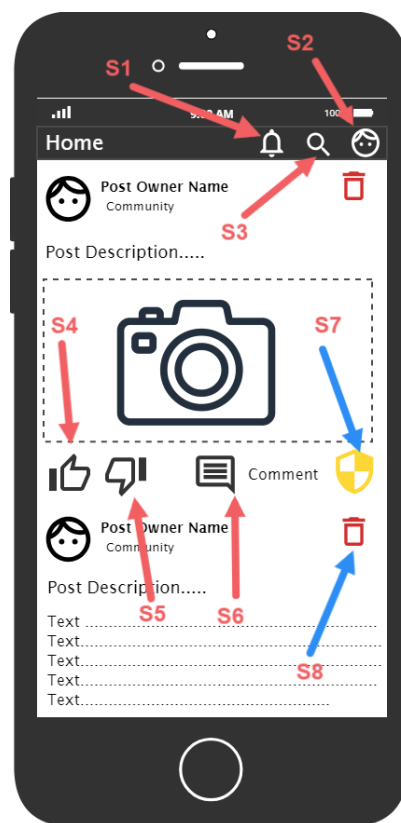 S2
S1
100
Home
Post Owner Name
Community
S3
Post Description.....
S4
S7
Comment
Post Owner Name
Community
Post Description.....
S5
S6
Text
Text
Text
Text
Text
S8